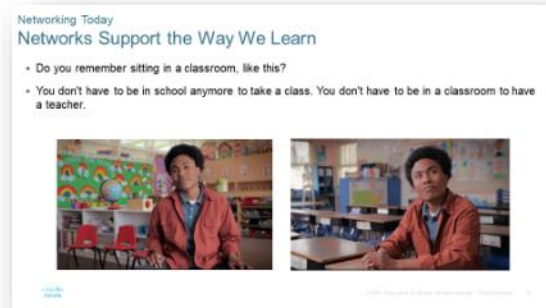 Networking Today
Networks Support the Way We Learn
• Do you remember sitting in a classroom, like this?
• You don't have to be in school anymore to take a class. You don't have to be in a classroom to have
a teacher.